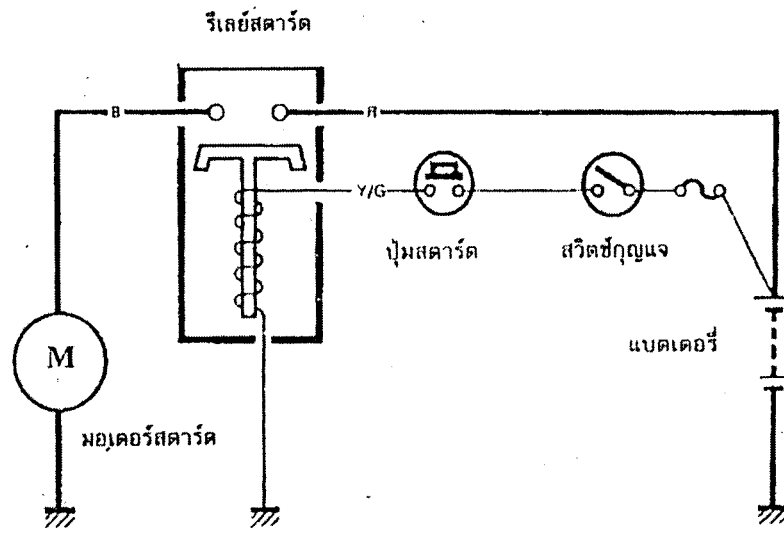 รีเลย์สตาร์ต
B
R
Y/G
ปุ่มสตาร์ต
สวิตช์กุญแจ
แบตเตอรี่
M
มอเตอร์สตาร์ต